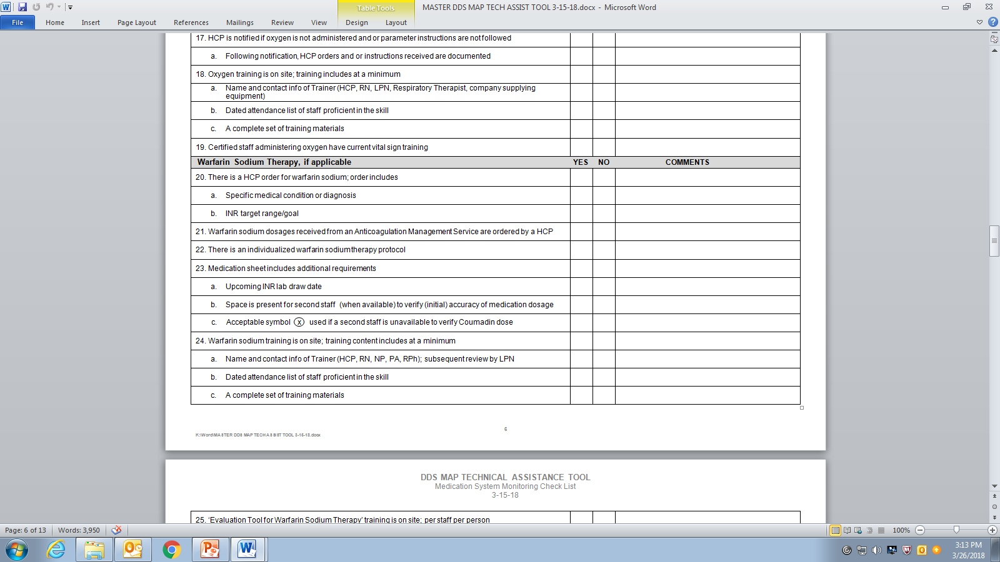 Table Tools
MASTER DDS MAP TECH ASSIST TOOL 3-15-18.docx - Microsoft Word
File Home Insert Page Layout References Mailings Review View Design Layout
17. HCP is notified if oxygen is not administered and or parameter instructions are not followed
a. Following notification, HCP orders and or instructions received are documented
18. Oxygen training is on site; training includes at a minimum
a. Name and contact info of Trainer (HCP, RN, LPN, Respiratory Therapist, company supplying
equipment)
b. Dated attendance list of staff proficient in the skill
c. A complete set of training materials
19. Certified staff administering oxygen have current vital sign training
Warfarin Sodium Therapy, if applicable YES NO COMMENTS
20. There is a HCP order for warfarin sodium; order includes
a. Specific medical condition or diagnosis
b. INR target range/goal
21. Warfarin sodium dosages received from an Anticoagulation Management Service are ordered by a HCP
22. There is an individualized warfarin sodium therapy protocol
23. Medication sheet includes additional requirements
a. Upcoming INR lab draw date
b. Space is present for second staff (when available) to verify (initial) accuracy of medication dosage
c. Acceptable symbol x used if a second staff is unavailable to verify Coumadin dose
24. Warfarin sodium training is on site; training content includes at a minimum
a. Name and contact info of Trainer (HCP, RN, NP, PA, RPh); subsequent review by LPN
b. Dated attendance list of staff proficient in the skill
c. A complete set of training materials
6
K:\Word\MASTER DDS MAP TECH ASSIST TOOL 3-15-18.docx
DDS MAP TECHNICAL ASSISTANCE TOOL
Medication System Monitoring Check List
3-15-18
25. ‘Evaluation Tool for Warfarin Sodium Therapy’ training is on site; per staff per person
Page: 6 of 13 Words: 3,950 100%
3:13 PM
3/26/2018